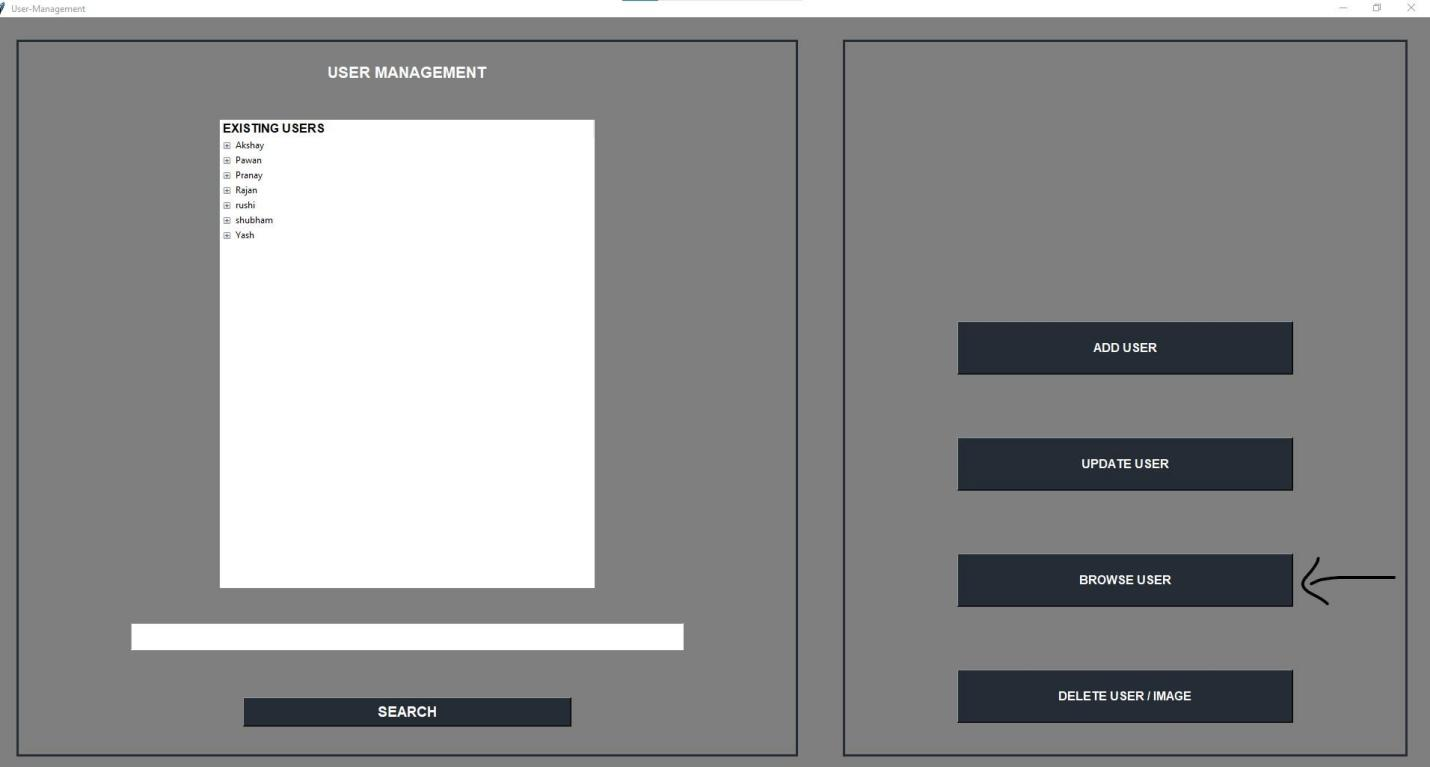 User-Management
USER MANAGEMENT
EXISTING USERS
Akshay
Pawan
Pranay
Rajan
rushi
shubham
Yash
SEARCH
ADD USER
UPDATE USER
BROWSE USER
DELETE USER / IMAGE